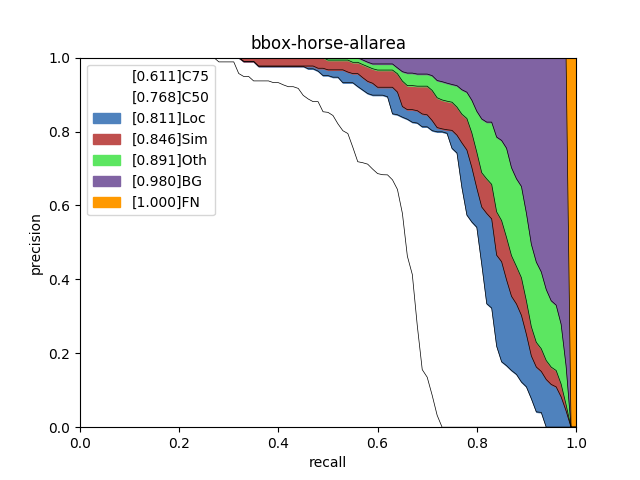 bbox-horse-allarea
1.0
0.8
0.6
0.4
0.2
0.0
precision
[0.611]C75
[0.768]C50
[0.811]Loc
[0.846]Sim
[0.891]Oth
[0.980]BG
[1.000]FN
0.0 0.2 0.4 0.6 0.8 1.0
recall